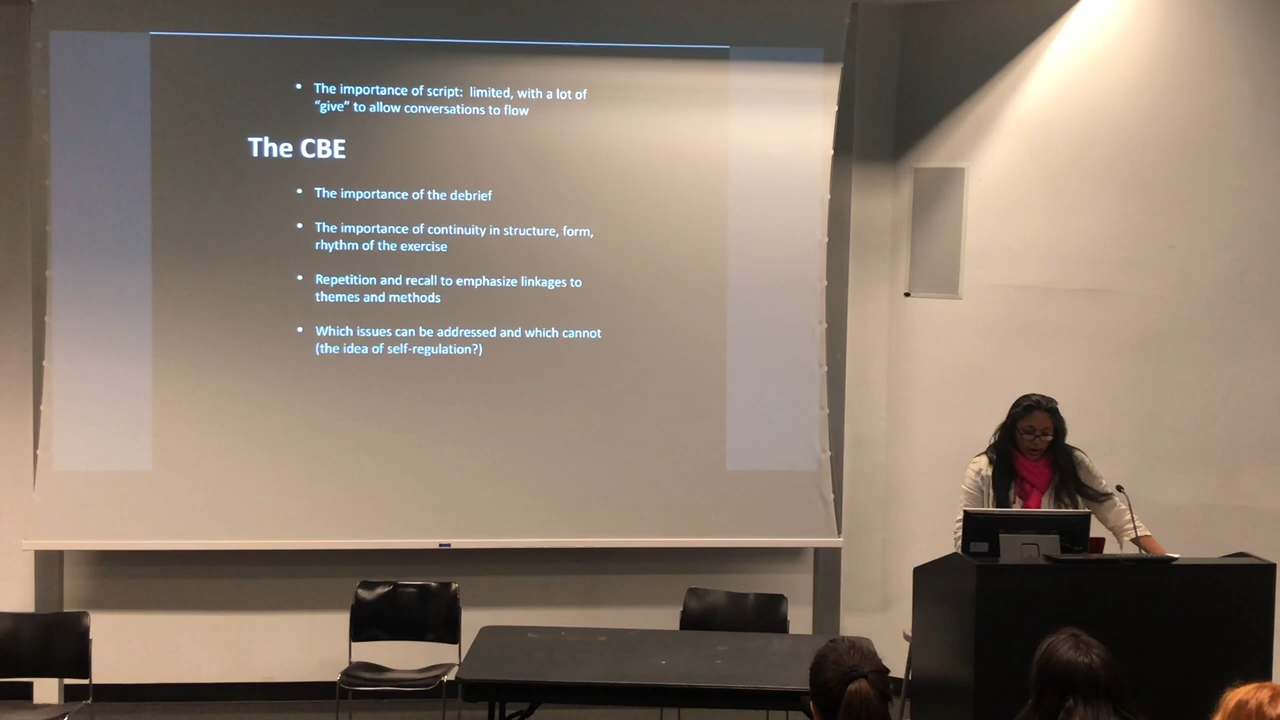 • The importance of script: limited, with a lot of
“give” to allow conversations to flow
The CBE
• The importance of the debrief
• The importance of continuity in structure, form,
rhythm of the exercise
• Repetition and recall to emphasize linkages to
themes and methods
• Which issues can be addressed and which cannot
(the idea of self-regulation?)